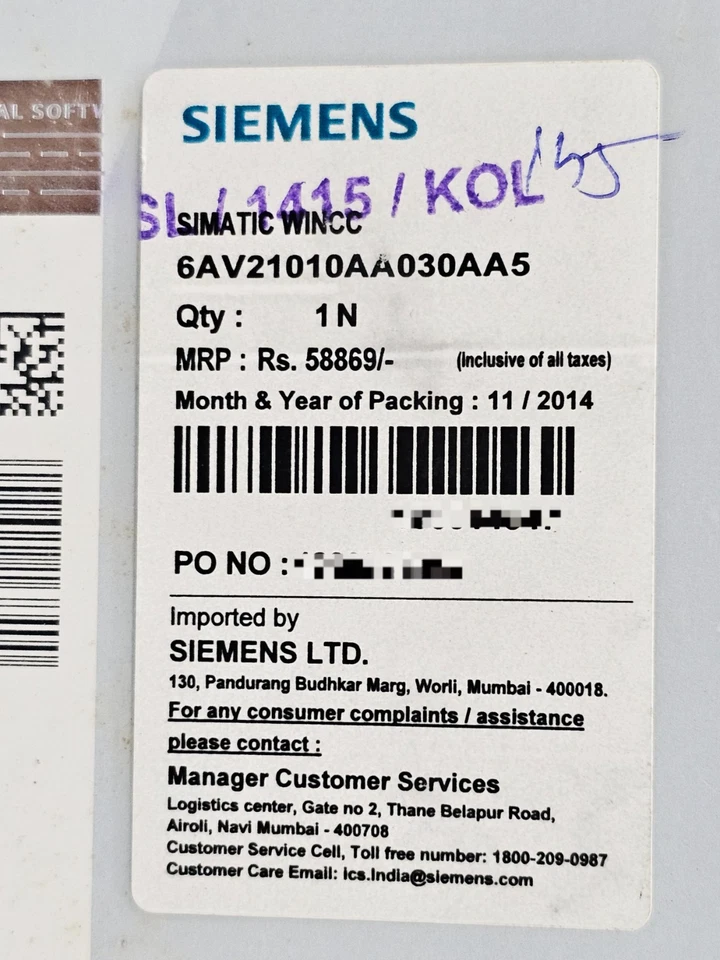 AL SOFTW
SIEMENS
SL / 1415 / KOL
SIMATIC WINCC
6AV21010AA030AA5
Qty : 1 N
MRP : Rs. 58869/- (Inclusive of all taxes)
Month & Year of Packing : 11 / 2014
PO NO :
Imported by
SIEMENS LTD.
130, Pandurang Budhkar Marg, Worli, Mumbai - 400018.
For any consumer complaints / assistance
please contact :
Manager Customer Services
Logistics center, Gate no 2, Thane Belapur Road,
Airoli, Navi Mumbai - 400708
Customer Service Cell, Toll free number: 1800-209-0987
Customer Care Email: ics.India@siemens.com